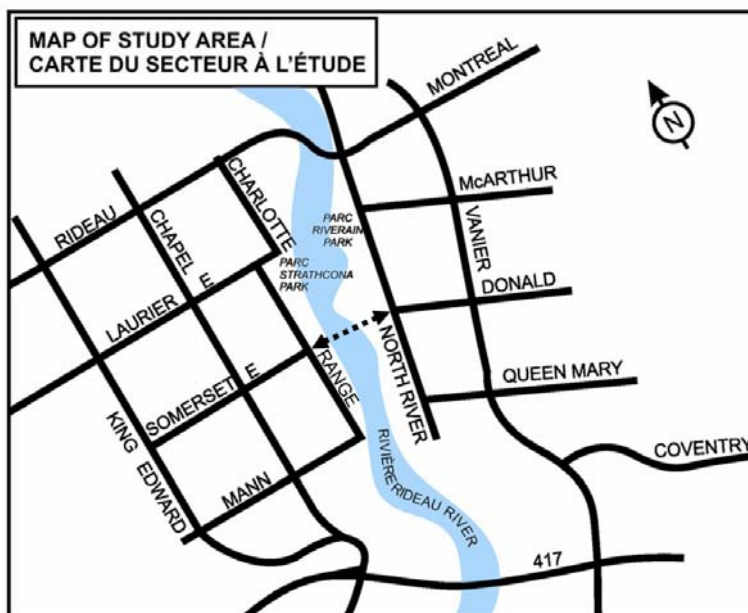 MAP OF STUDY AREA /
CARTE DU SECTEUR À L'ÉTUDE
MONTREAL
N
CHARLOTTE
McARTHUR
RIDEAU
CHAPEL
PARC
RIVERAIN
PARK
VANIER
PARC
STRATHCONA
PARK
LAURIER E
DONALD
RANGE
NORTH RIVER
SOMERSET E
QUEEN MARY
KING EDWARD
MANN
RIVIÈRE RIDEAU RIVER
COVENTRY
417